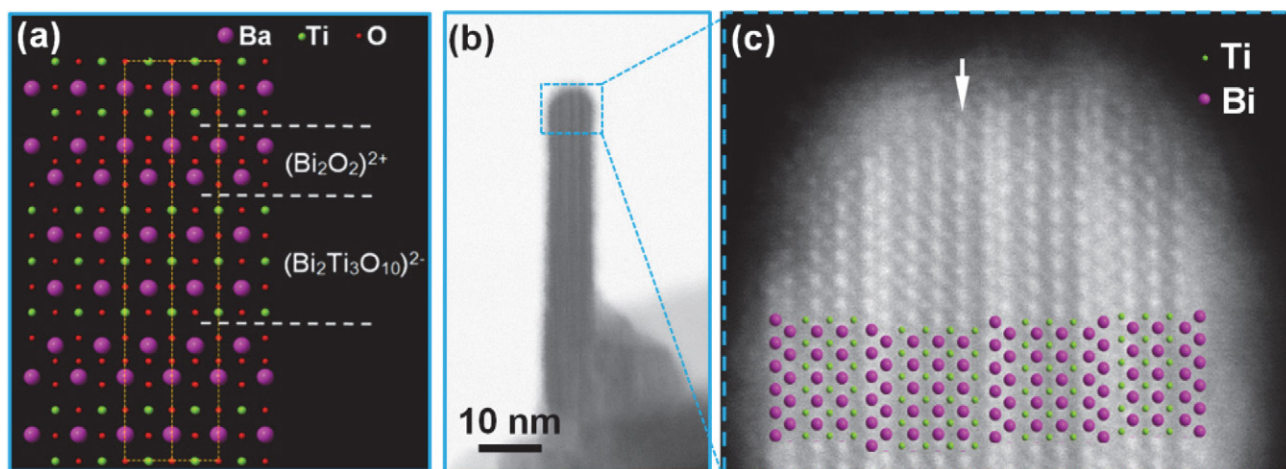 (a)
Ba
Ti
O
(Bi₂O₂)²⁺
(Bi₂Ti₃O₁₀)²⁻
(b)
10 nm
(c)
Ti
Bi